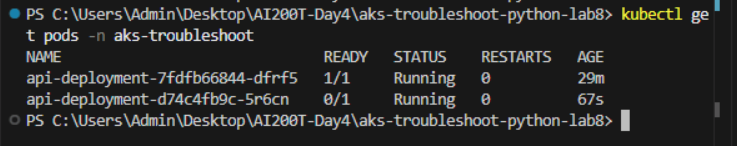 PS C:\Users\Admin\Desktop\AI200T-Day4\aks-troubleshoot-python-lab8> kubectl ge
t pods -n aks-troubleshoot
NAME READY STATUS RESTARTS AGE
api-deployment-7fdfb66844-dfrf5 1/1 Running 0 29m
api-deployment-d74c4fb9c-5r6cn 0/1 Running 0 67s
PS C:\Users\Admin\Desktop\AI200T-Day4\aks-troubleshoot-python-lab8>